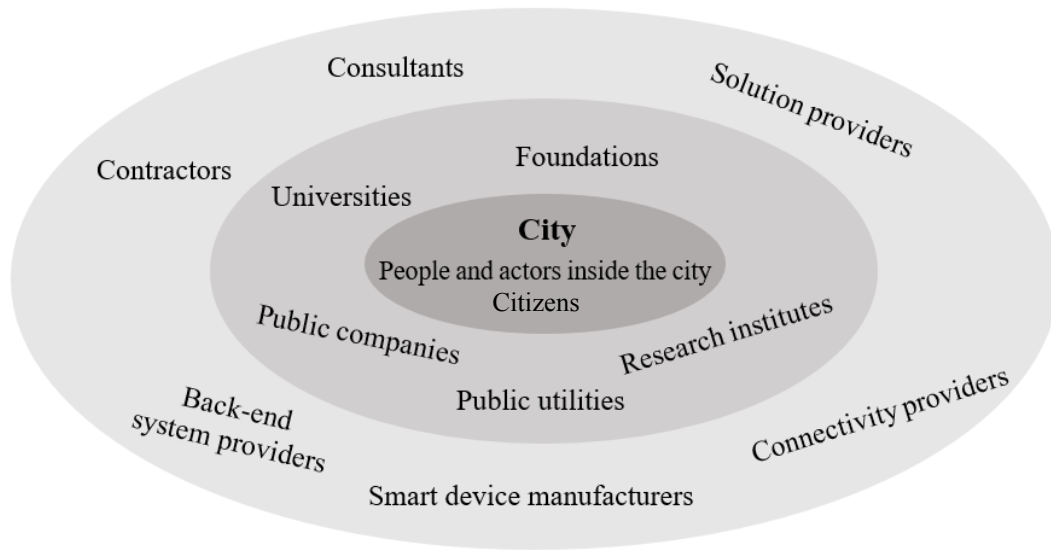 Consultants
Solution providers
Contractors
Foundations
Universities
City
People and actors inside the city
Citizens
Public companies
Research institutes
Public utilities
Back-end
system providers
Connectivity providers
Smart device manufacturers